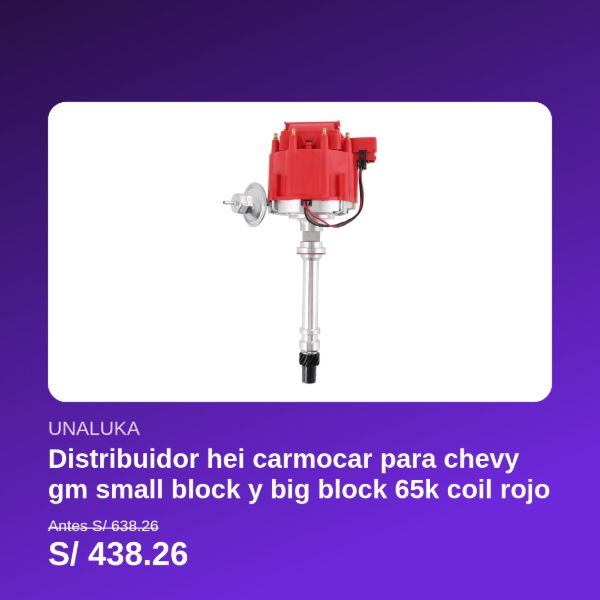 UNALUKA
Distribuidor hei carmocar para chevy
gm small block y big block 65k coil rojo
Antes S/ 638.26
S/ 438.26